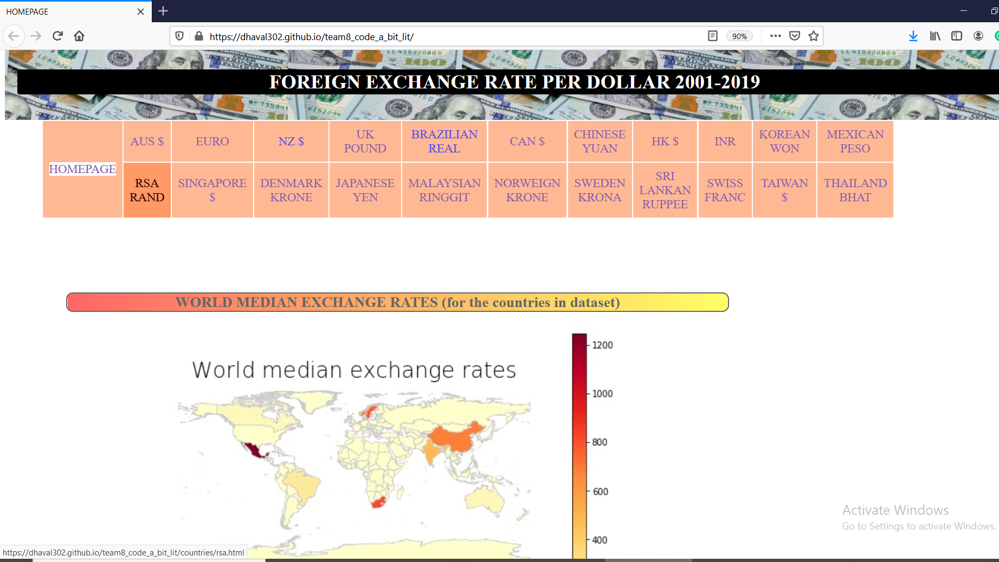 HOMEPAGE
https://dhaval302.github.io/team8_code_a_bit_lit/
90%
FOREIGN EXCHANGE RATE PER DOLLAR 2001-2019
HOMEPAGE
AUS $
EURO
NZ $
UK
POUND
BRAZILIAN
REAL
CAN $
CHINESE
YUAN
HK $
INR
KOREAN
WON
MEXICAN
PESO
RSA
RAND
SINGAPORE
$
DENMARK
KRONE
JAPANESE
YEN
MALAYSIAN
RINGGIT
NORWEIGN
KRONE
SWEDEN
KRONA
SRI
LANKAN
RUPPEE
SWISS
FRANC
TAIWAN
$
THAILAND
BHAT
WORLD MEDIAN EXCHANGE RATES (for the countries in dataset)
World median exchange rates
1200
1000
800
600
400
Activate Windows
Go to Settings to activate Windows.
https://dhaval302.github.io/team8_code_a_bit_lit/countries/rsa.html